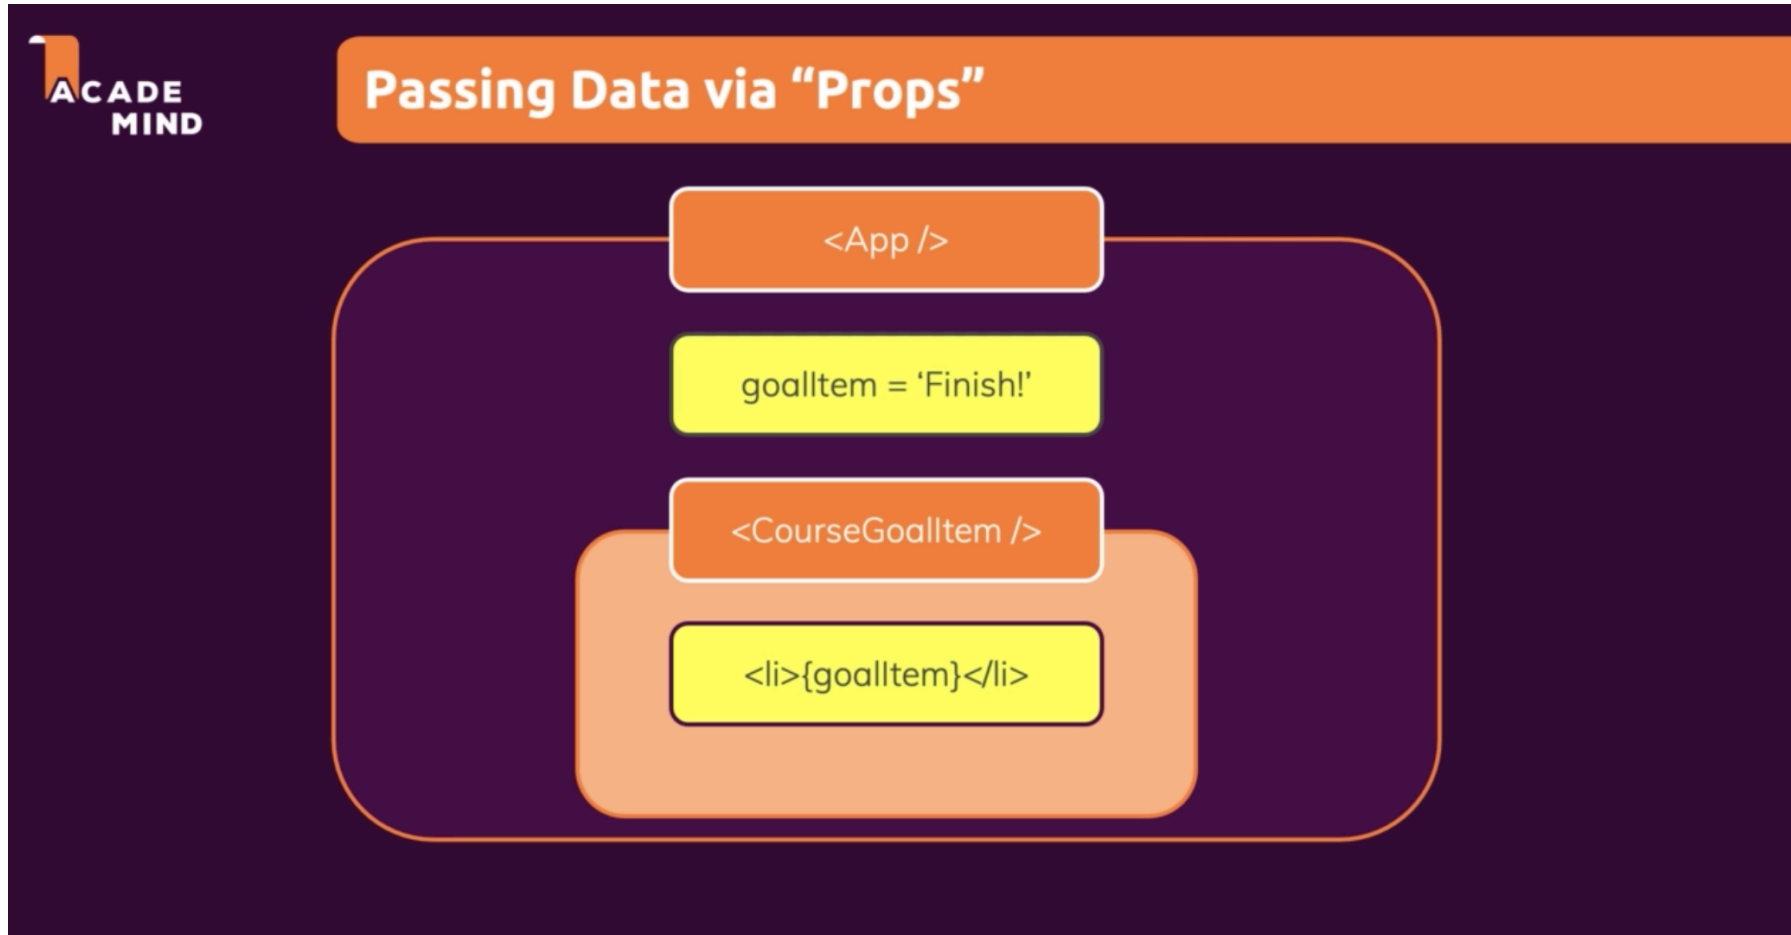 ACADE
MIND
Passing Data via “Props”
<App />
goalItem = ‘Finish!’
<CourseGoalItem />
<li>{goalItem}</li>